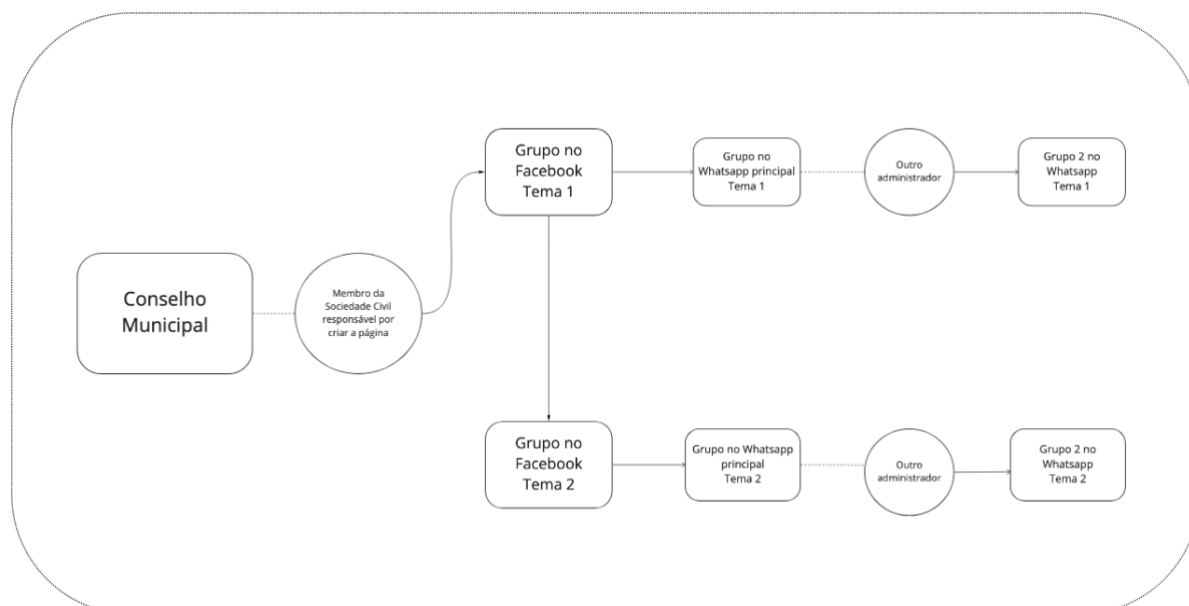 Grupo no
Facebook
Tema 1
Grupo no
Whatsapp principal
Tema 1
Outro
administrador
Grupo 2 no
Whatsapp
Tema 1
Conselho
Municipal
Membro da
Sociedade Civil
responsável por
criar a página
Grupo no
Facebook
Tema 2
Grupo no Whatsapp
principal
Tema 2
Outro
administrador
Grupo 2 no
Whatsapp
Tema 2